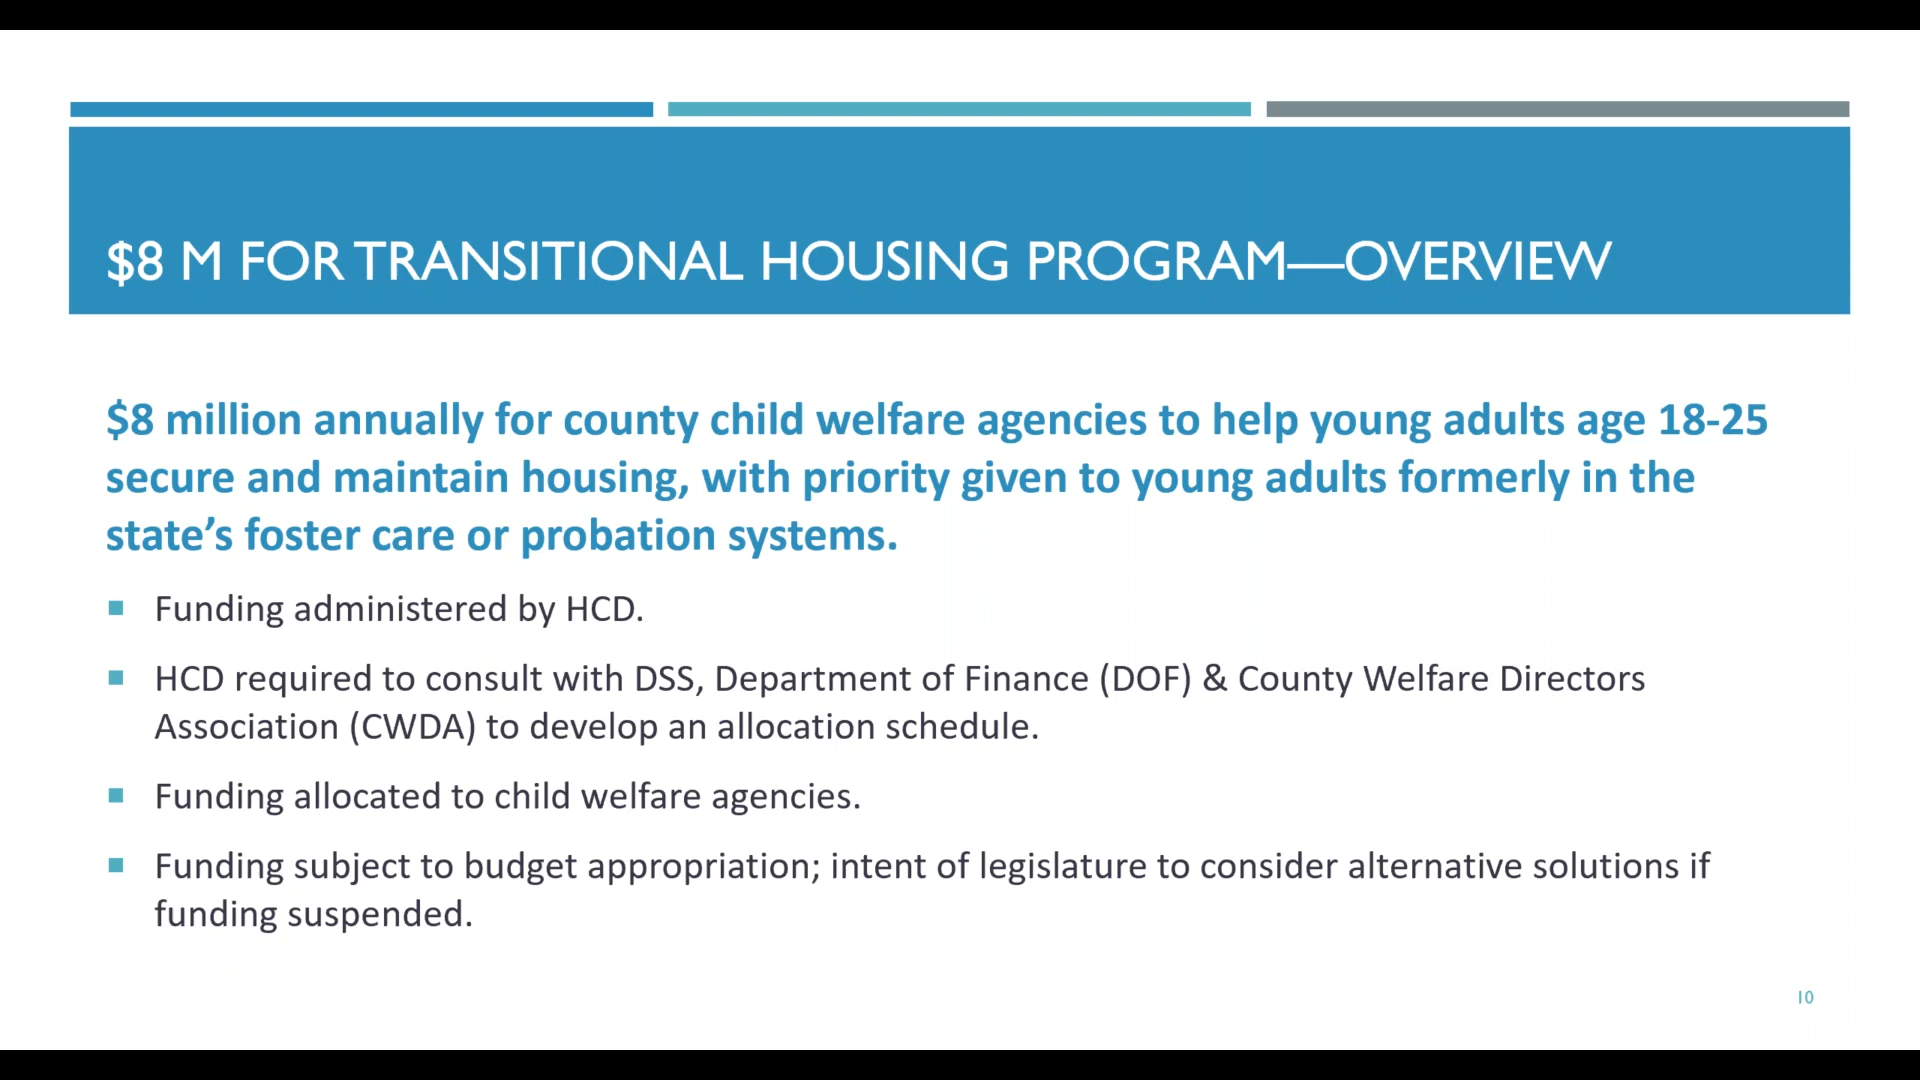 $8 M FOR TRANSITIONAL HOUSING PROGRAM—OVERVIEW
$8 million annually for county child welfare agencies to help young adults age 18-25
secure and maintain housing, with priority given to young adults formerly in the
state’s foster care or probation systems.
Funding administered by HCD.
HCD required to consult with DSS, Department of Finance (DOF) & County Welfare Directors
Association (CWDA) to develop an allocation schedule.
Funding allocated to child welfare agencies.
Funding subject to budget appropriation; intent of legislature to consider alternative solutions if
funding suspended.
10